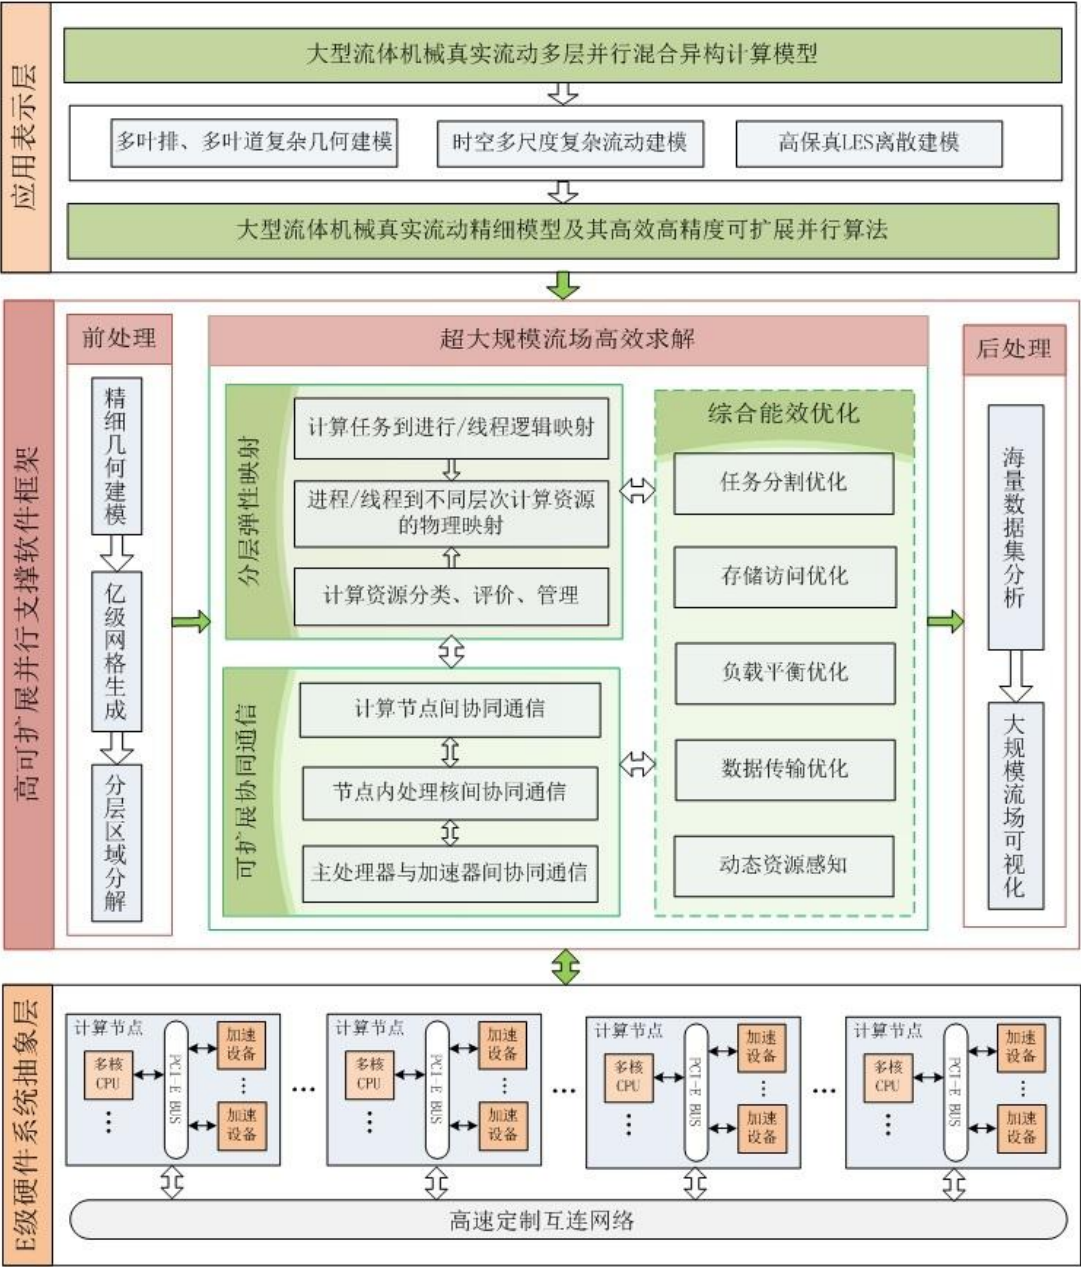 应用表示层
大型流体机械真实流动多层并行混合异构计算模型
多叶排、多叶道复杂几何建模
时空多尺度复杂流动建模
高保真LES离散建模
大型流体机械真实流动精细模型及其高效高精度可扩展并行算法
高可扩展并行支撑软件框架
前处理
精细几何建模
亿级网格生成
分层区域分解
超大规模流场高效求解
分层弹性映射
计算任务到进行/线程逻辑映射
进程/线程到不同层次计算资源
的物理映射
计算资源分类、评价、管理
可扩展协同通信
计算节点间协同通信
节点内处理核间协同通信
主处理器与加速器间协同通信
综合能效优化
任务分割优化
存储访问优化
负载平衡优化
数据传输优化
动态资源感知
后处理
海量数据集分析
大规模流场可视化
E级硬件系统抽象层
计算节点
多核
CPU
PCI-E BUS
加速
设备
加速
设备
计算节点
多核
CPU
PCI-E BUS
加速
设备
加速
设备
计算节点
多核
CPU
PCI-E BUS
加速
设备
加速
设备
计算节点
多核
CPU
PCI-E BUS
加速
设备
加速
设备
高速定制互连网络